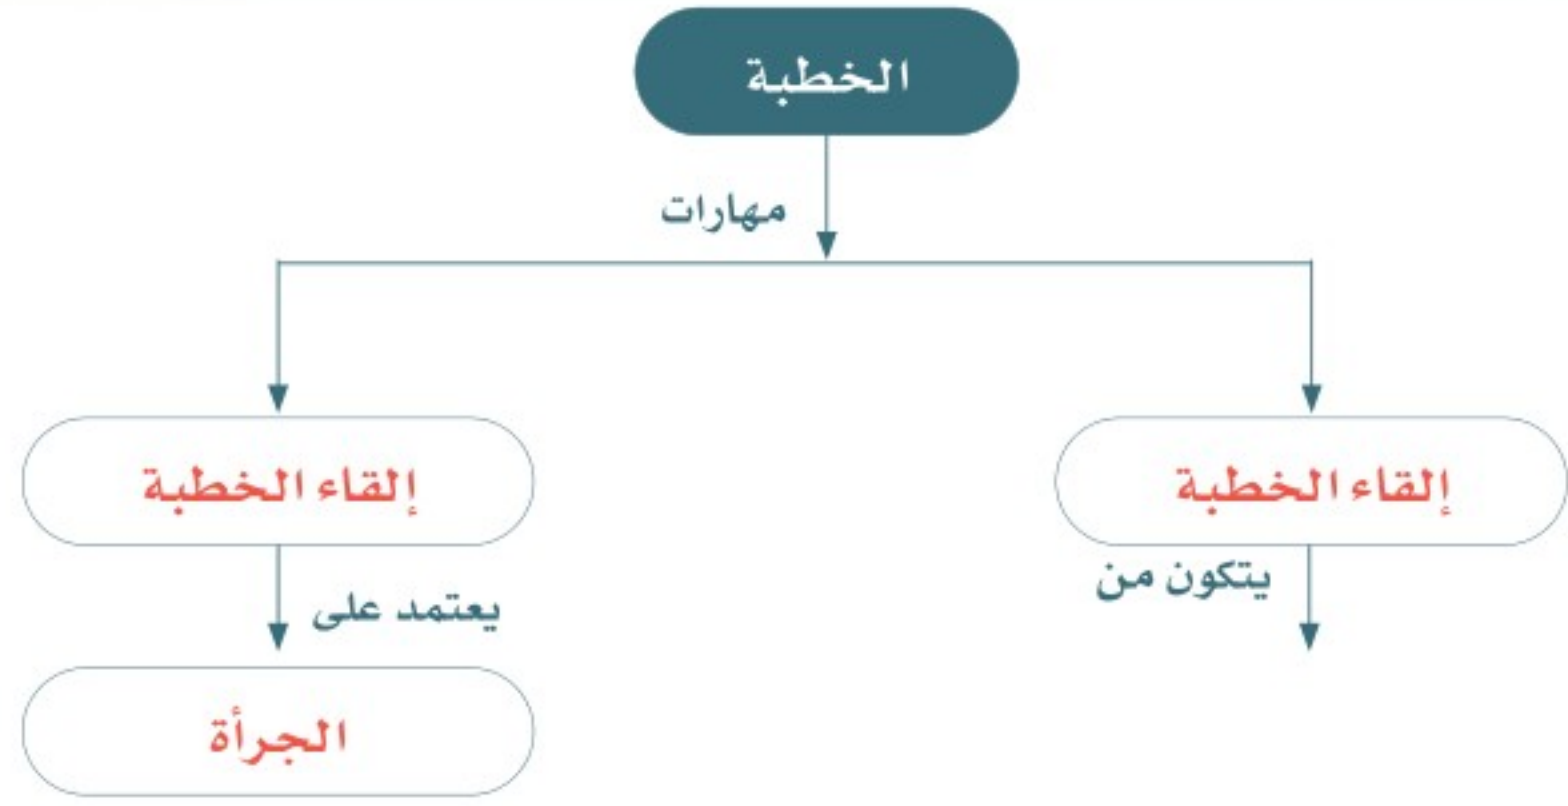 الخطبة
مهارات
إلقاء الخطبة
إلقاء الخطبة
يتكون من
يعتمد على
الجرأة